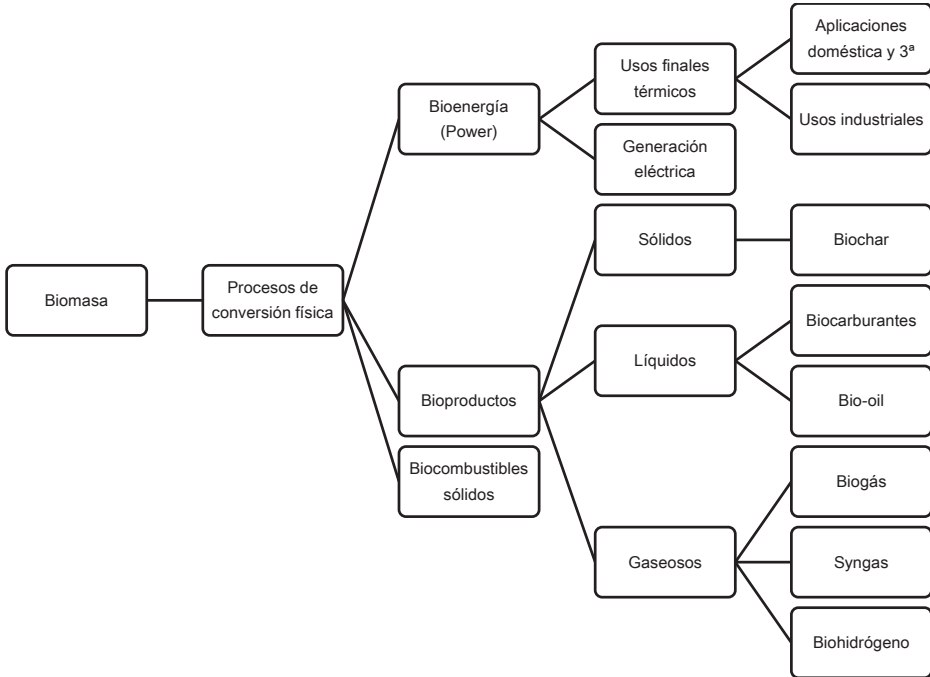 Aplicaciones
doméstica y 3ª
Usos finales
térmicos
Bioenergía
(Power)
Usos industriales
Generación
eléctrica
Sólidos
Biochar
Biomasa
Procesos de
conversión física
Biocarburantes
Líquidos
Bioproductos
Bio-oil
Biocombustibles
sólidos
Biogás
Gaseosos
Syngas
Biohidrógeno